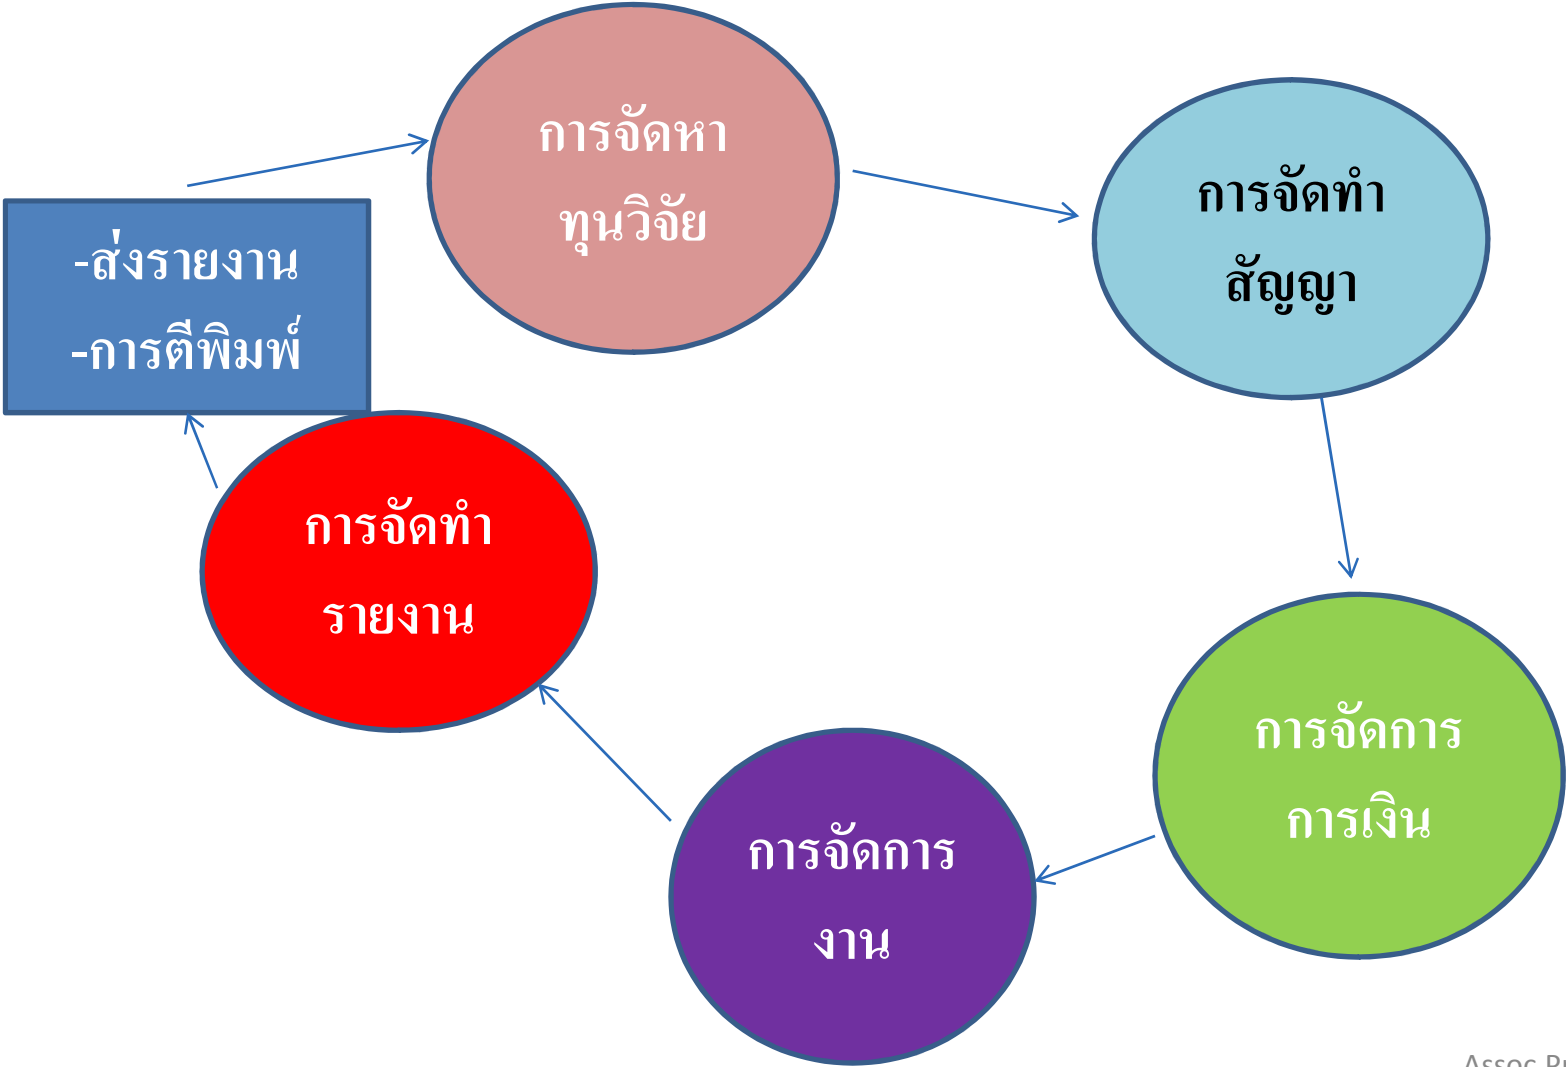 การจัดหา
ทุนวิจัย
การจัดทำ
สัญญา
-ส่งรายงาน
-การตีพิมพ์
การจัดทำ
รายงาน
การจัดการ
การเงิน
การจัดการ
งาน
Assoc